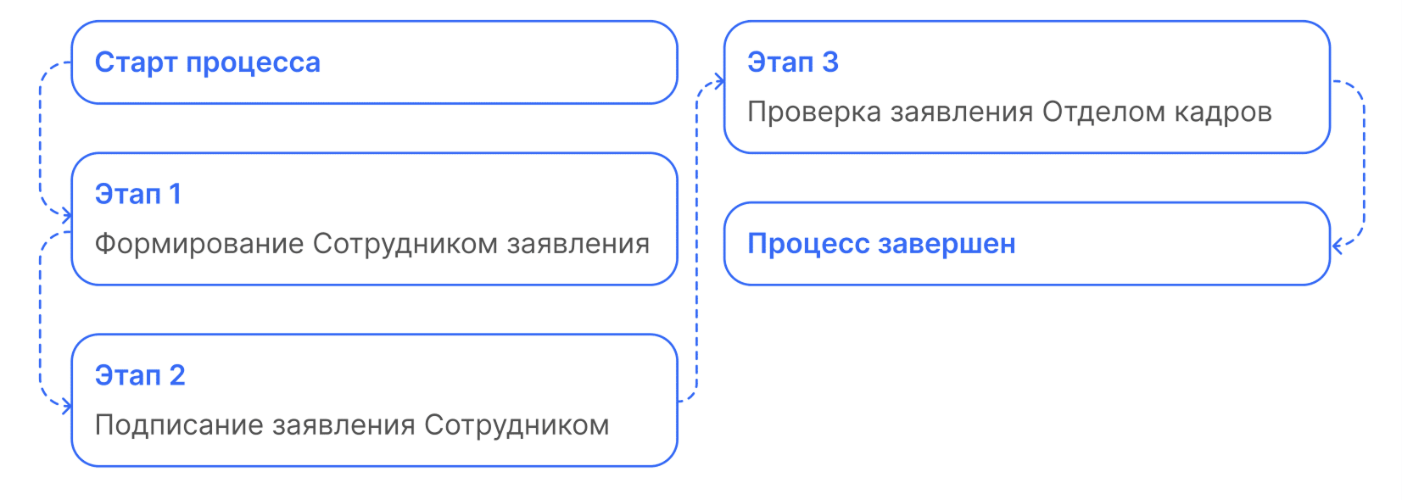 Старт процесса
Этап 1
Формирование Сотрудником заявления
Этап 2
Подписание заявления Сотрудником
Этап 3
Проверка заявления Отделом кадров
Процесс завершен